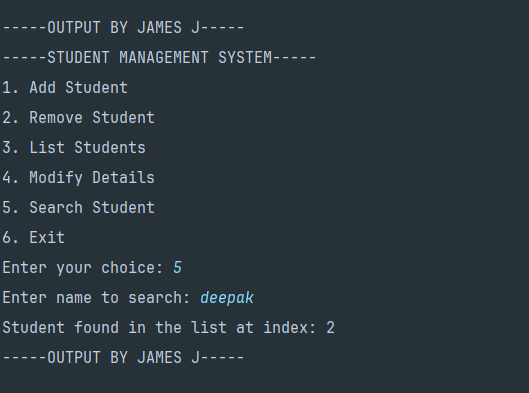 -----OUTPUT BY JAMES J-----
-----STUDENT MANAGEMENT SYSTEM-----
1. Add Student
2. Remove Student
3. List Students
4. Modify Details
5. Search Student
6. Exit
Enter your choice: 5
Enter name to search: deepak
Student found in the list at index: 2
-----OUTPUT BY JAMES J-----